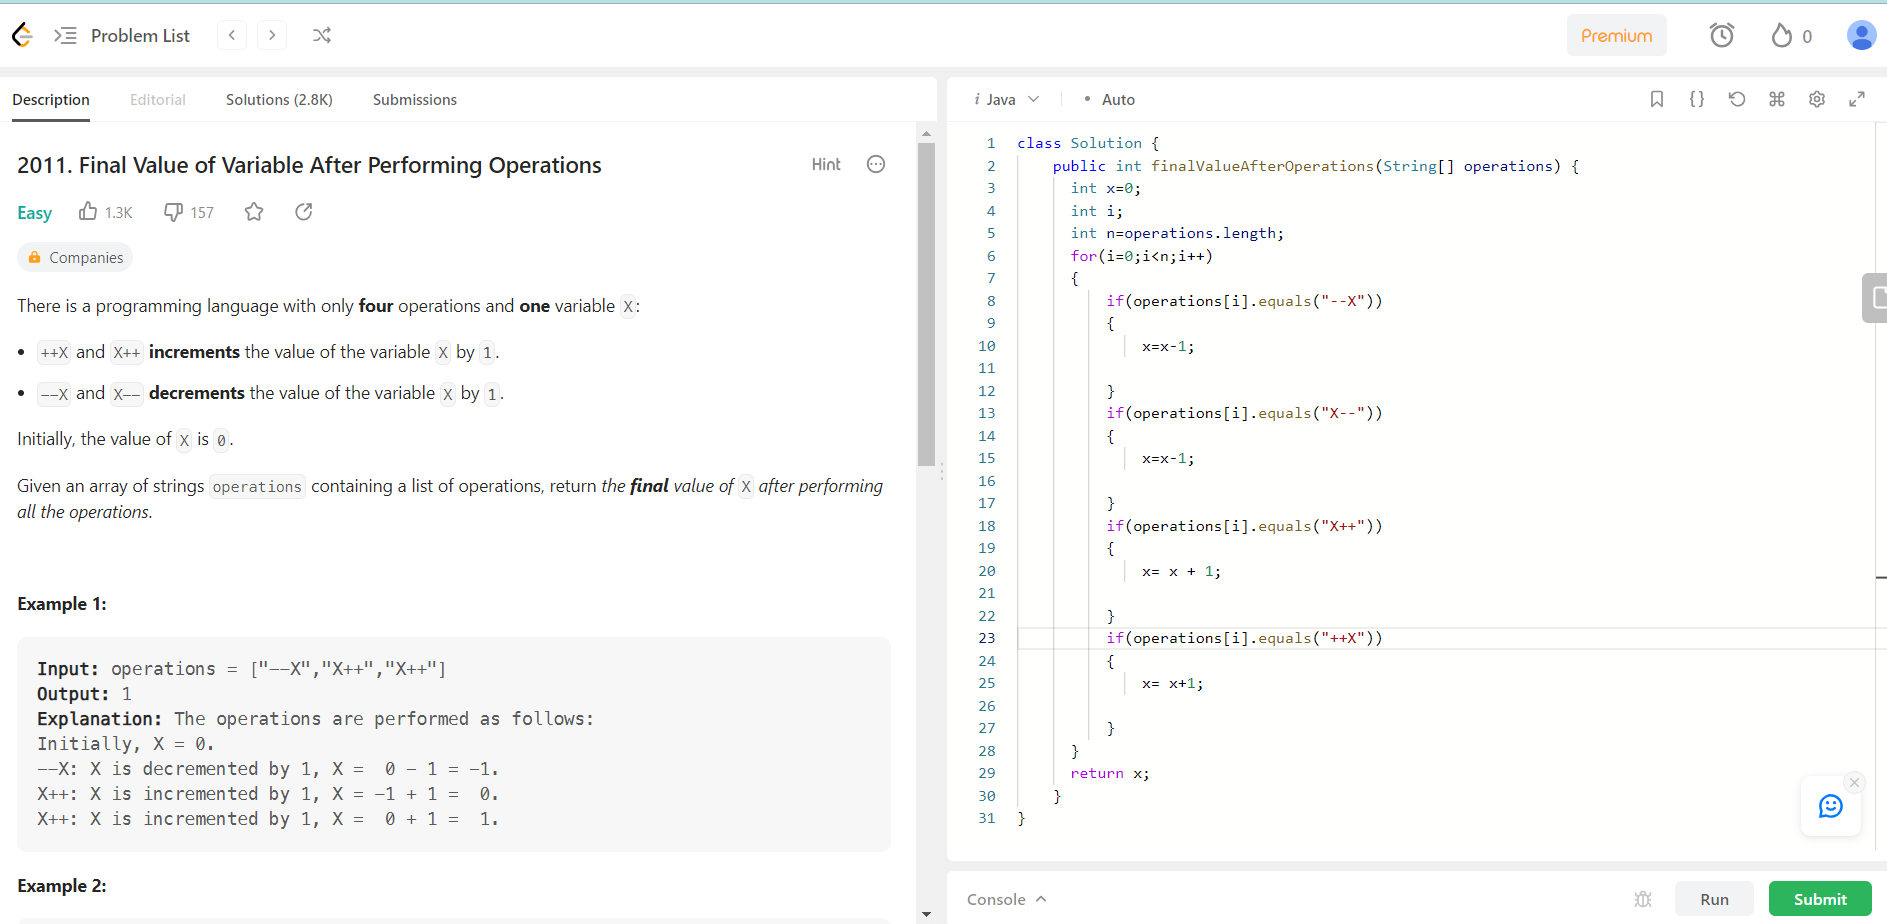 Problem List
Premium
0
Description Editorial Solutions (2.8K) Submissions
2011. Final Value of Variable After Performing Operations
Hint
Easy 1.3K 157
Companies
There is a programming language with only four operations and one variable X:
• ++X and X++ increments the value of the variable X by 1.
• --X and X-- decrements the value of the variable X by 1.
Initially, the value of X is 0.
Given an array of strings operations containing a list of operations, return the final value of X after performing
all the operations.
Example 1:
Input: operations = ["--X","X++","X++"]
Output: 1
Explanation: The operations are performed as follows:
Initially, X = 0.
--X: X is decremented by 1, X =  0 - 1 = -1.
X++: X is incremented by 1, X = -1 + 1 =  0.
X++: X is incremented by 1, X =  0 + 1 =  1.
Example 2:
i Java • Auto
1 class Solution {
2 public int finalValueAfterOperations(String[] operations) {
3 int x=0;
4 int i;
5 int n=operations.length;
6 for(i=0;i<n;i++)
7 {
8 if(operations[i].equals("--X"))
9 {
10 x=x-1;
11
12 }
13 if(operations[i].equals("X--"))
14 {
15 x=x-1;
16
17 }
18 if(operations[i].equals("X++"))
19 {
20 x= x + 1;
21
22 }
23 if(operations[i].equals("++X"))
24 {
25 x= x+1;
26
27 }
28 }
29 return x;
30 }
31 }
Console
Run
Submit